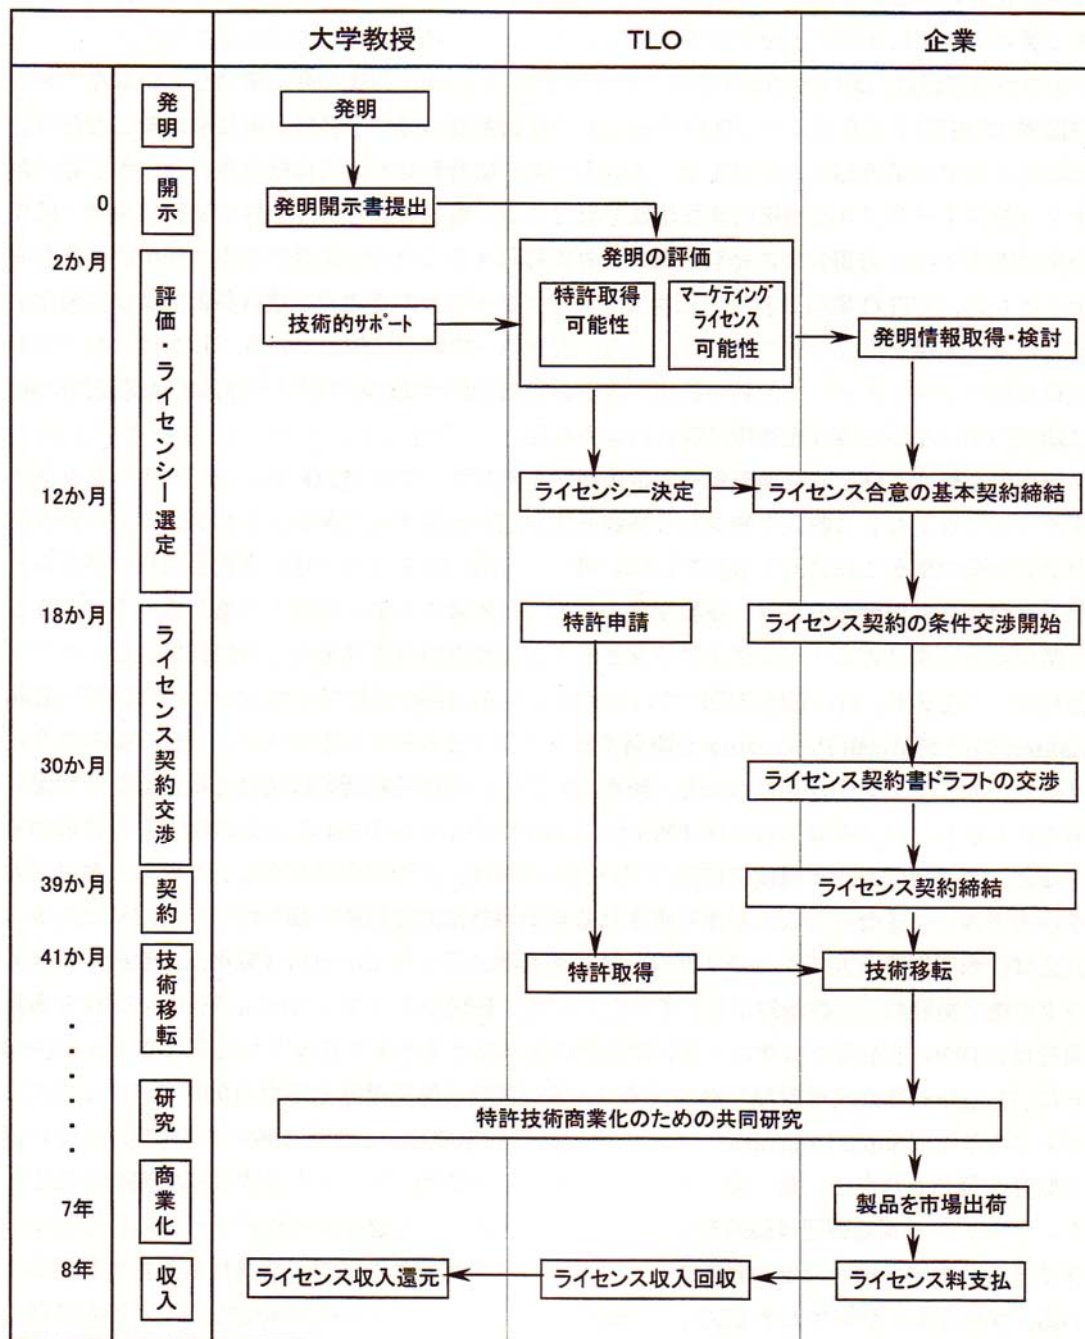 大学教授
TLO
企業
発明
発明
0
開示
発明開示書提出
2か月
評価・ライセンシー選定
発明の評価
特許取得
可能性
マーケティング
ライセンス
可能性
技術的サポート
発明情報取得・検討
12か月
ライセンシー決定
ライセンス合意の基本契約締結
18か月
ライセンス契約交渉
特許申請
ライセンス契約の条件交渉開始
30か月
ライセンス契約書ドラフトの交渉
39か月
契約
ライセンス契約締結
41か月
技術移転
特許取得
技術移転
研究
特許技術商業化のための共同研究
商業化
7年
製品を市場出荷
8年
収入
ライセンス収入還元
ライセンス収入回収
ライセンス料支払